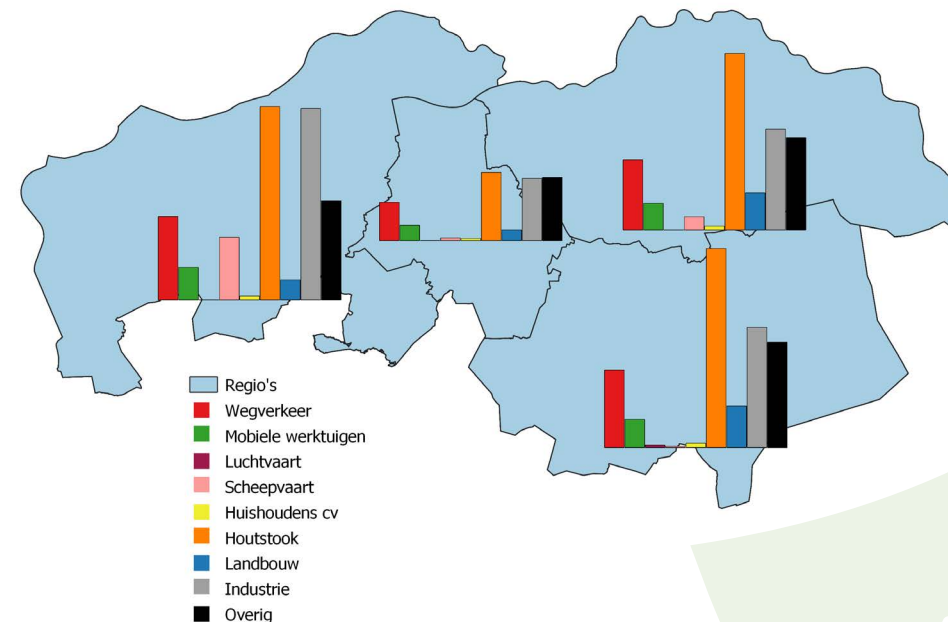 Regio's
Wegverkeer
Mobiele werktuigen
Luchtvaart
Scheepvaart
Huishoudens cv
Houtstook
Landbouw
Industrie
Overig